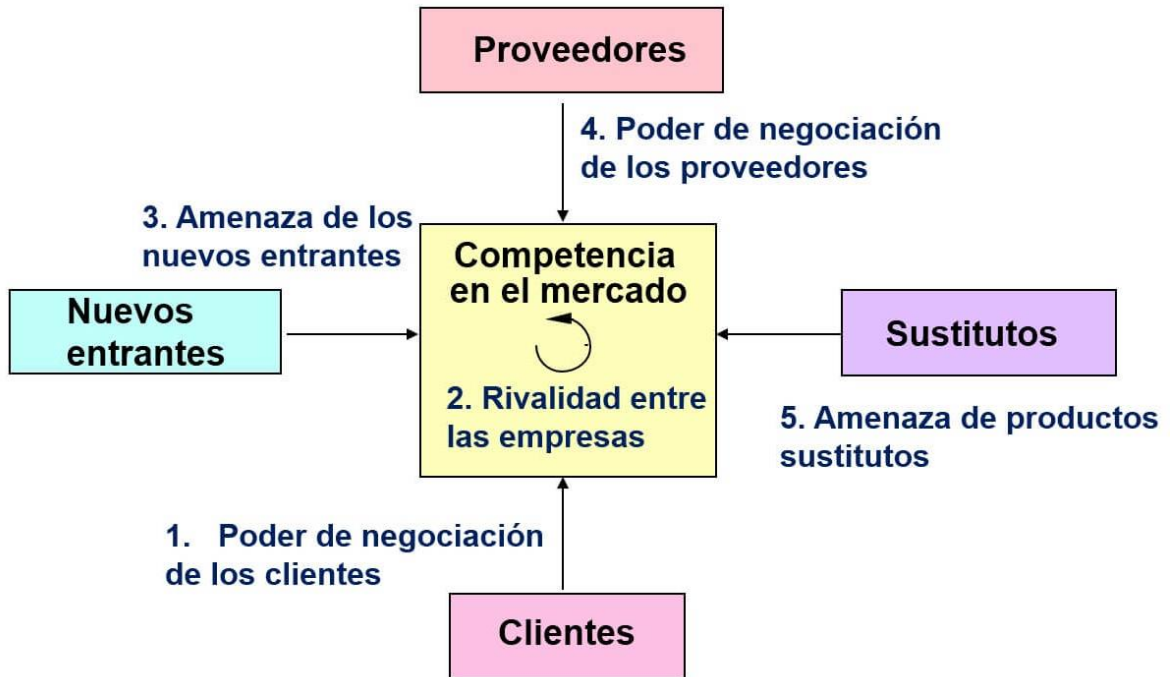 Proveedores
4. Poder de negociación
de los proveedores
3. Amenaza de los
nuevos entrantes
Competencia
en el mercado
Nuevos
entrantes
Sustitutos
2. Rivalidad entre
las empresas
5. Amenaza de productos
sustitutos
1. Poder de negociación
de los clientes
Clientes